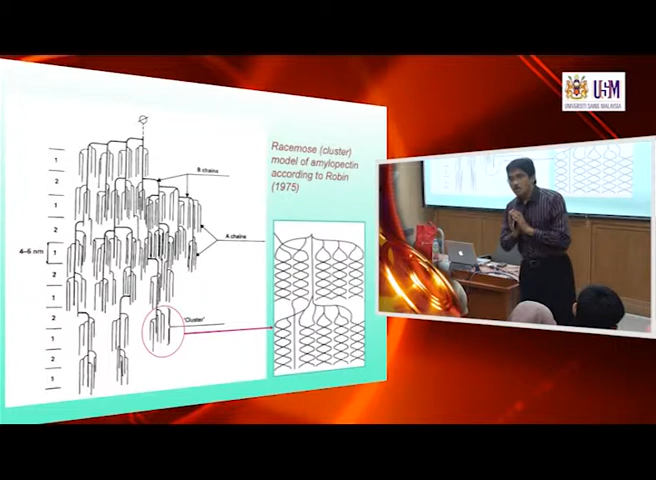 USM
UNIVERSITI SAINS MALAYSIA
Racemose (cluster)
model of amylopectin
according to Robin
(1975)
B chains
A chains
4–6 nm
'Cluster'
1
2
1
2
1
2
1
2
1
2
1